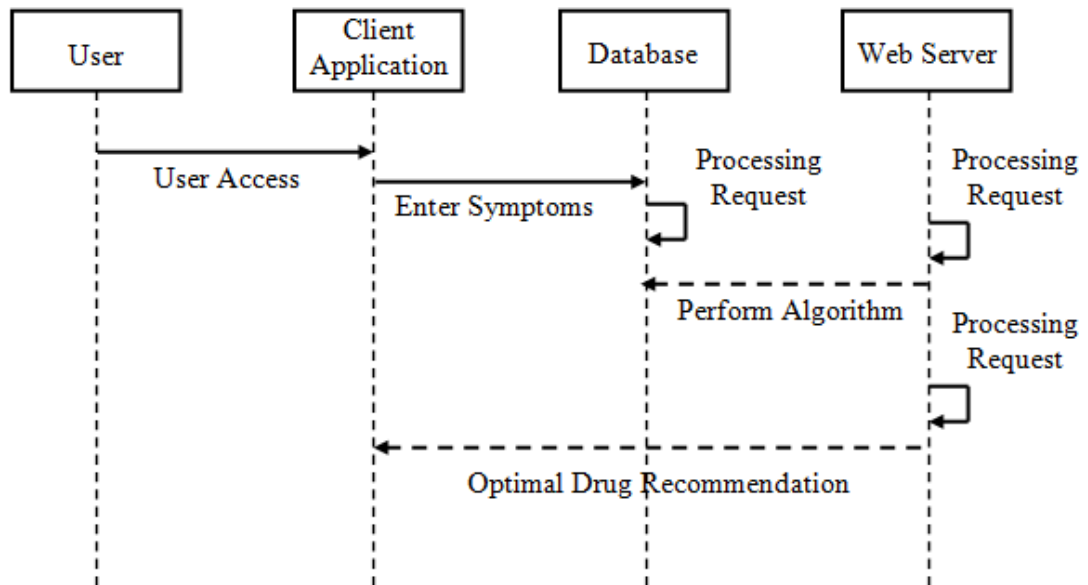 User
Client
Application
Database
Web Server
User Access
Enter Symptoms
Processing
Request
Processing
Request
Perform Algorithm
Processing
Request
Optimal Drug Recommendation